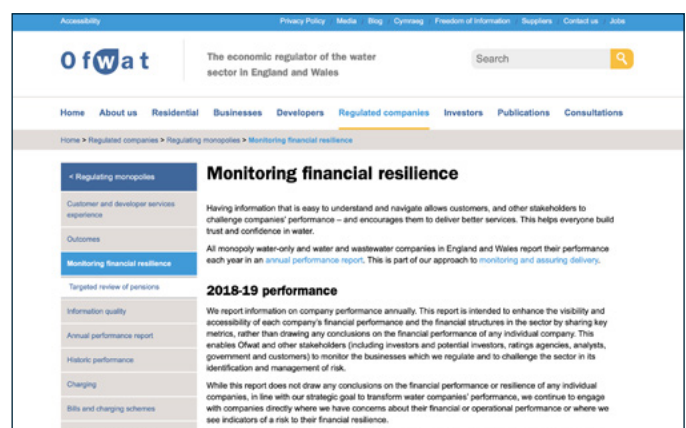 Accessibility
Privacy Policy Media Blog Cymraeg Freedom of Information Suppliers Contact us Jobs
Ofwat
The economic regulator of the water
sector in England and Wales
Search
Home About us Residential Businesses Developers Regulated companies Investors Publications Consultations
Home > Regulated companies > Regulating monopolies > Monitoring financial resilience
< Regulating monopolies
Customer and developer services
experience
Outcomes
Monitoring financial resilience
Targeted review of pensions
Information quality
Annual performance report
Historic performance
Charging
Bills and charging schemes
Monitoring financial resilience
Having information that is easy to understand and navigate allows customers, and other stakeholders to
challenge companies' performance – and encourages them to deliver better services. This helps everyone build
trust and confidence in water.
All monopoly water-only and water and wastewater companies in England and Wales report their performance
each year in an annual performance report. This is part of our approach to monitoring and assuring delivery.
2018-19 performance
We report information on company performance annually. This report is intended to enhance the visibility and
accessibility of each company's financial performance and the financial structures in the sector by sharing key
metrics, rather than drawing any conclusions on the financial performance of any individual company. This
enables Ofwat and other stakeholders (including investors and potential investors, ratings agencies, analysts,
government and customers) to monitor the businesses which we regulate and to challenge the sector in its
identification and management of risk.
While this report does not draw any conclusions on the financial performance or resilience of any individual
companies, in line with our strategic goal to transform water companies' performance, we continue to engage
with companies directly where we have concerns about their financial or operational performance or where we
see indicators of a risk to their financial resilience.